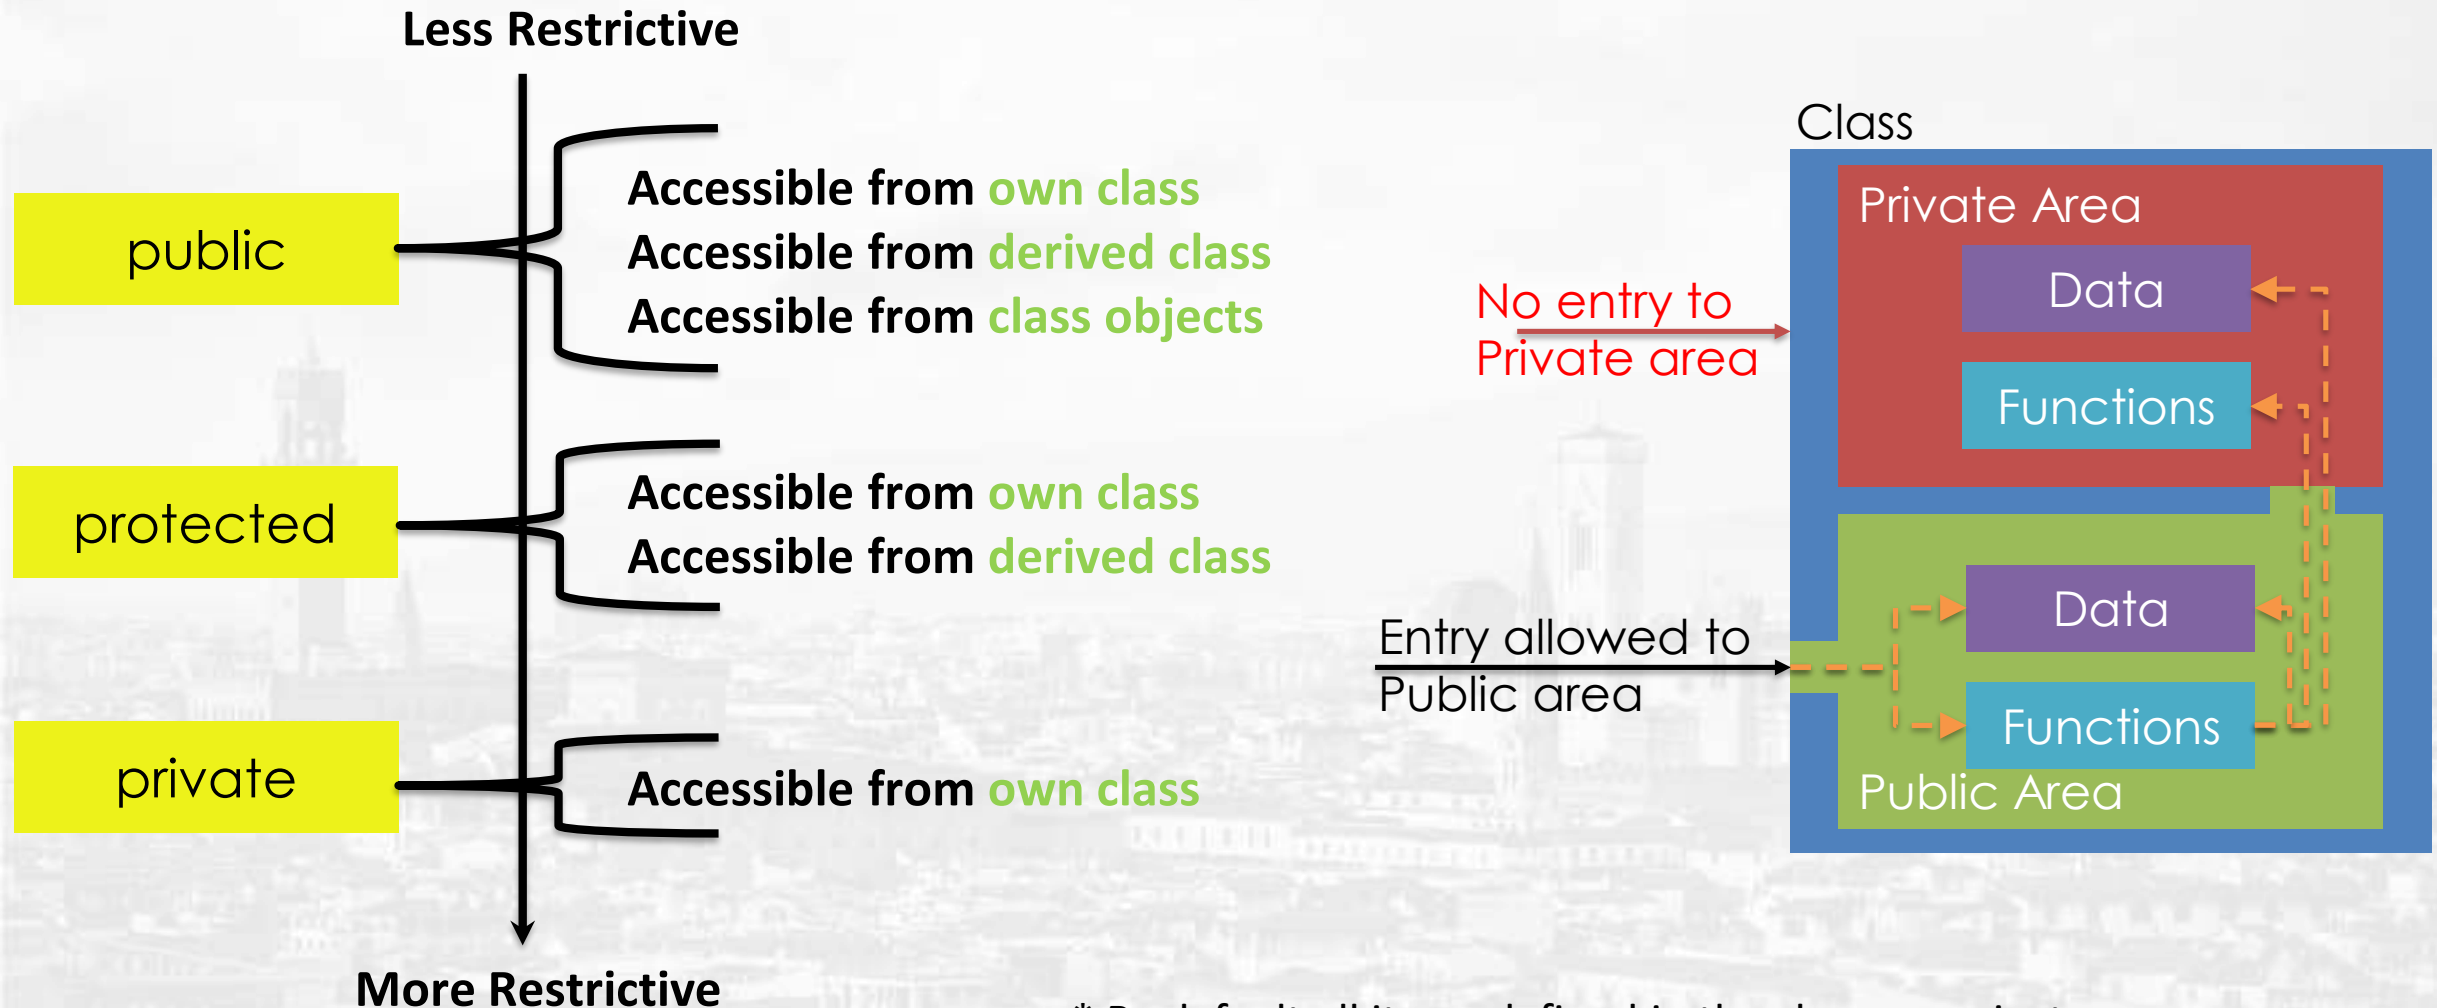 Less Restrictive
public
Accessible from own class
Accessible from derived class
Accessible from class objects
protected
Accessible from own class
Accessible from derived class
private
Accessible from own class
More Restrictive
Class
Private Area
Data
Functions
No entry to
Private area
Entry allowed to
Public area
Data
Functions
Public Area